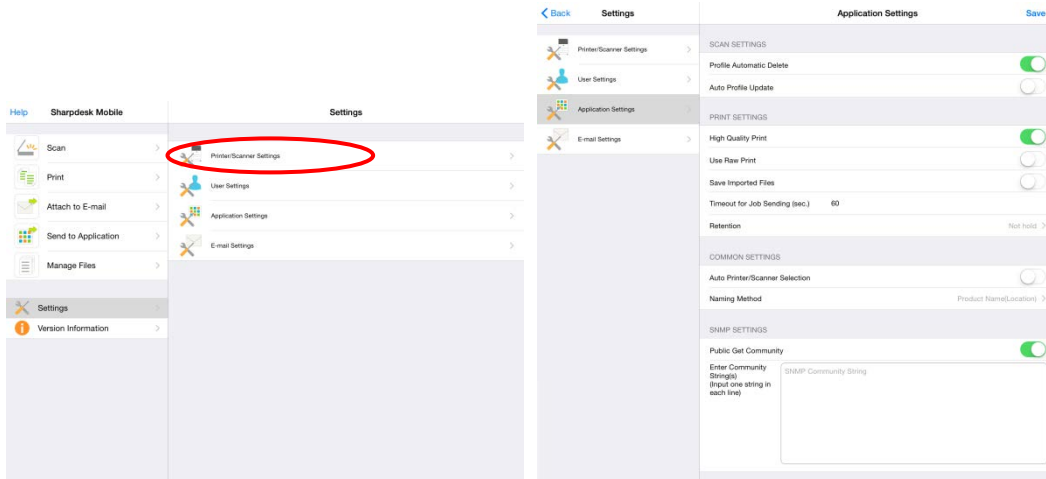 Help Sharpdesk Mobile Settings
Scan
Print
Attach to E-mail
Send to Application
Manage Files
Settings
Version Information
Printer/Scanner Settings
User Settings
Application Settings
E-mail Settings
Back Settings Application Settings Save
Printer/Scanner Settings
User Settings
Application Settings
E-mail Settings
SCAN SETTINGS
Profile Automatic Delete
Auto Profile Update
PRINT SETTINGS
High Quality Print
Use Raw Print
Save Imported Files
Timeout for Job Sending (sec.) 60
Retention Not hold
COMMON SETTINGS
Auto Printer/Scanner Selection
Naming Method Product Name(Location)
SNMP SETTINGS
Public Get Community
Enter Community
String(s)
(Input one string in
each line)
SNMP Community String